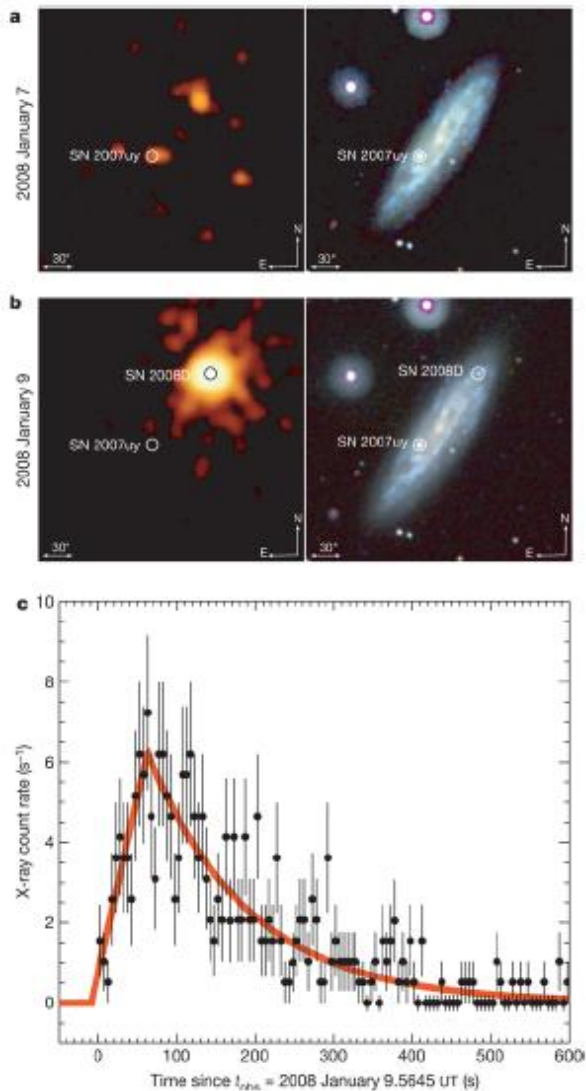 a
2008 January 7
SN 2007uy
30"
E
N
SN 2007uy
30"
E
N
b
2008 January 9
SN 2008D
SN 2007uy
30"
E
N
SN 2008D
SN 2007uy
30"
E
N
c
10
8
6
4
2
0
X-ray count rate (s⁻¹)
0 100 200 300 400 500 600
Time since t_obs = 2008 January 9.5645 UT (s)